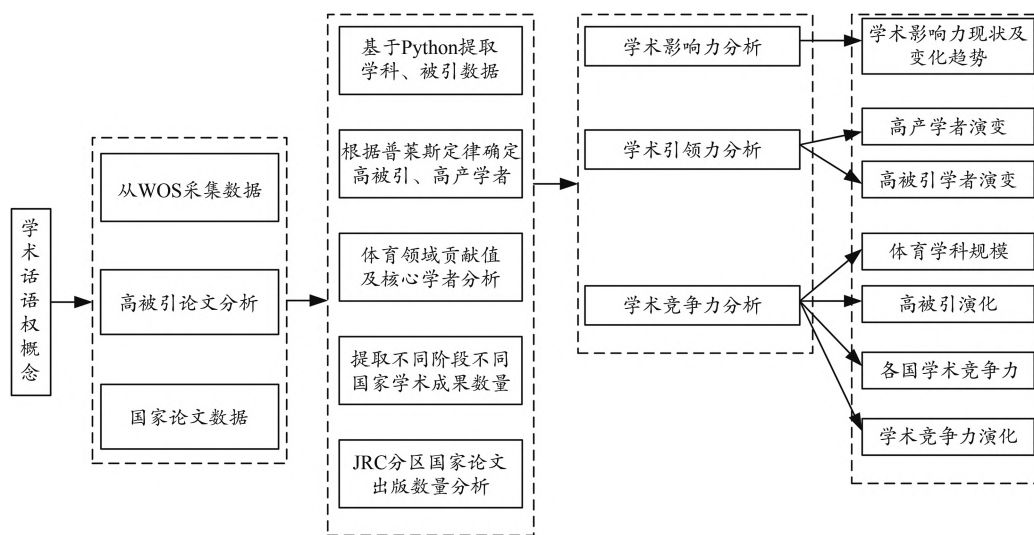 学
术
话
语
权
概
念
从WOS采集数据
高被引论文分析
国家论文数据
基于Python提取
学科、被引数据
根据普莱斯定律确定
高被引、高产学者
体育领域贡献值
及核心学者分析
提取不同阶段不同
国家学术成果数量
JRC分区国家论文
出版数量分析
学术影响力分析
学术引领力分析
学术竞争力分析
学术影响力现状及
变化趋势
高产学者演变
高被引学者演变
体育学科规模
高被引演化
各国学术竞争力
学术竞争力演化